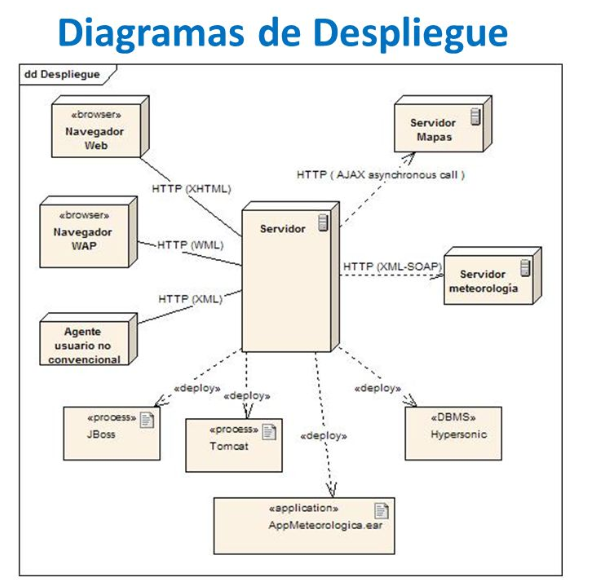 Diagramas de Despliegue
dd Despliegue
«browser»
Navegador
Web
Servidor
Mapas
HTTP ( AJAX asynchronous call )
HTTP (XHTML)
«browser»
Navegador
WAP
HTTP (WML)
Servidor
HTTP (XML-SOAP)
Servidor
meteorología
HTTP (XML)
Agente
usuario no
convencional
«deploy»
«deploy»
«deploy»
«deploy»
«process»
JBoss
«process»
Tomcat
«DBMS»
Hypersonic
«application»
AppMeteorologica.ear